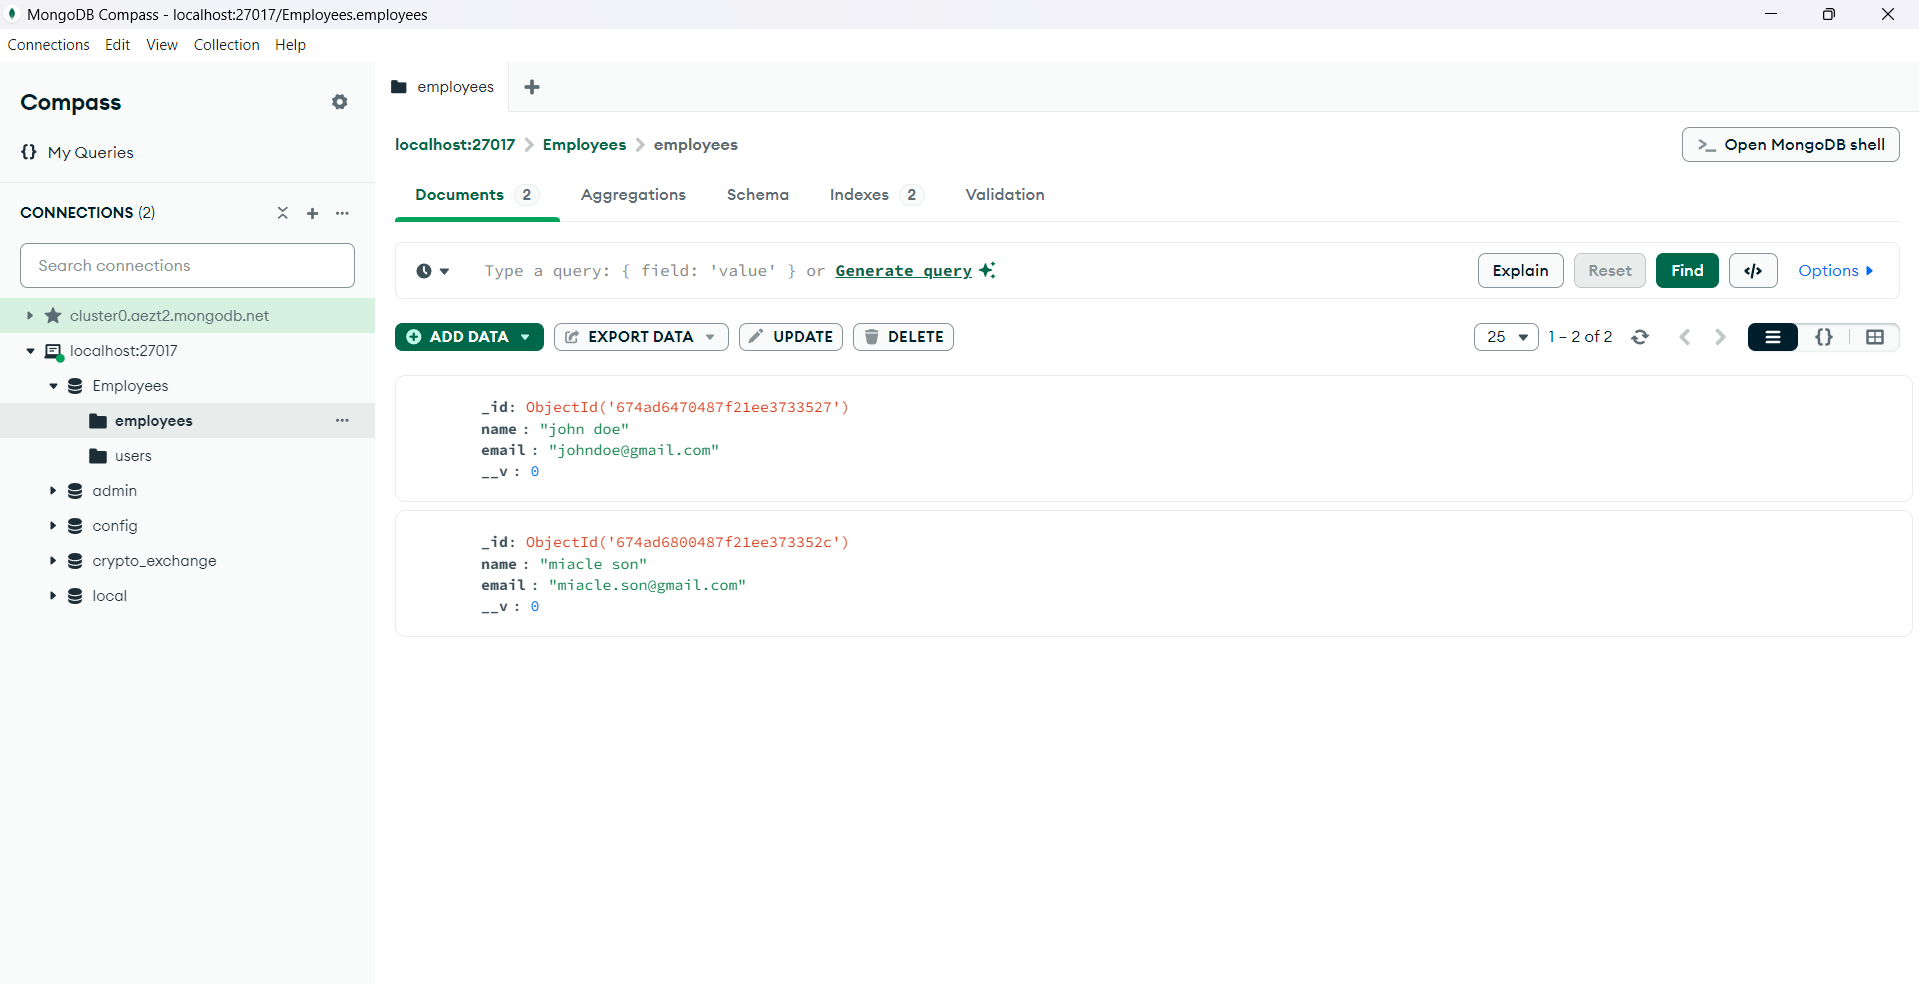 MongoDB Compass - localhost:27017/Employees.employees
Connections Edit View Collection Help
Compass
{} My Queries
CONNECTIONS (2)
Search connections
cluster0.aezt2.mongodb.net
localhost:27017
Employees
employees
users
admin
config
crypto_exchange
local
employees
localhost:27017 > Employees > employees
>_ Open MongoDB shell
Documents 2 Aggregations Schema Indexes 2 Validation
Type a query: { field: 'value' } or Generate query
Explain Reset Find </> Options
ADD DATA EXPORT DATA UPDATE DELETE
25 1 – 2 of 2 {}
_id: ObjectId('674ad6470487f21ee3733527')
name : "john doe"
email : "johndoe@gmail.com"
__v : 0
_id: ObjectId('674ad6800487f21ee373352c')
name : "miacle son"
email : "miacle.son@gmail.com"
__v : 0